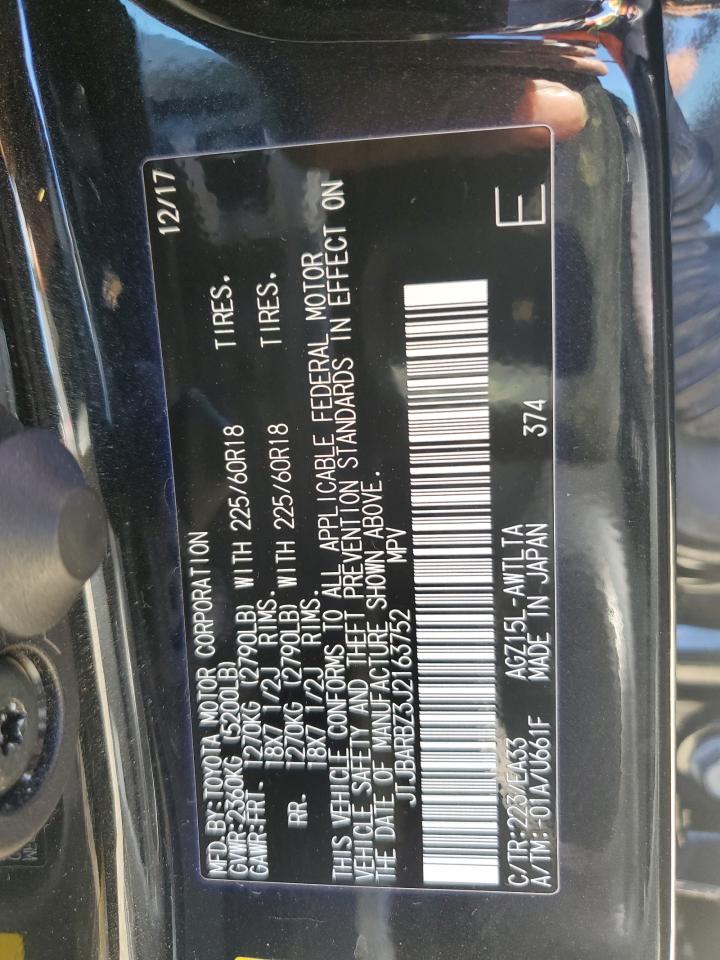 MFD. BY: TOYOTA MOTOR CORPORATION 12/17
GVWR: 2360KG (5200LB)
GAWR: FRT- 1270KG (2790LB) WITH 225/60R18 TIRES.
18X7 1/2J RIMS.
RR. 1270KG (2790LB) WITH 225/60R18 TIRES.
18X7 1/2J RIMS.
THIS VEHICLE CONFORMS TO ALL APPLICABLE FEDERAL MOTOR
VEHICLE SAFETY AND THEFT PREVENTION STANDARDS IN EFFECT ON
THE DATE OF MANUFACTURE SHOWN ABOVE.
JTJBARBZ3J2163752 MPV
C/TR: 223/EA33 AGZ15L-AWTLTA 374 E
A/TM: -01A/U661F MADE IN JAPAN